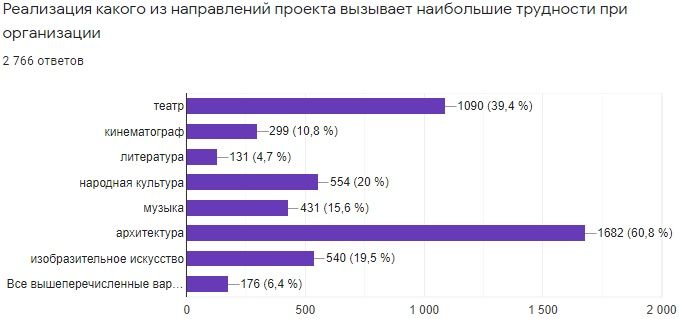 Реализация какого из направлений проекта вызывает наибольшие трудности при
организации
2 766 ответов
театр 1090 (39,4 %)
кинематограф 299 (10,8 %)
литература 131 (4,7 %)
народная культура 554 (20 %)
музыка 431 (15,6 %)
архитектура 1682 (60,8 %)
изобразительное искусство 540 (19,5 %)
Все вышеперечисленные вар... 176 (6,4 %)
0 500 1 000 1 500 2 000